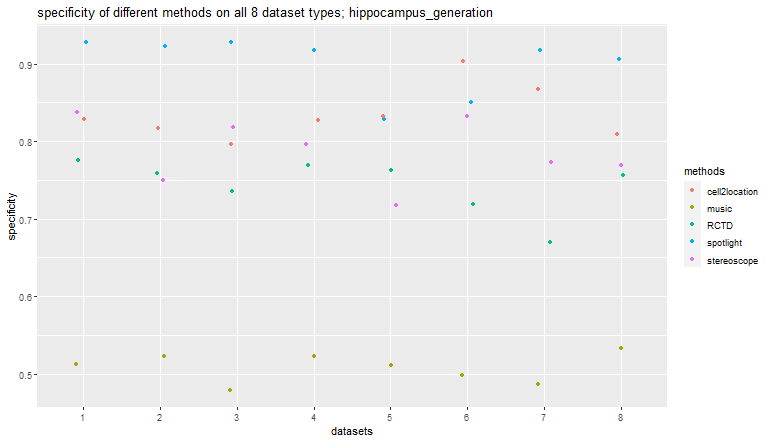 specificity of different methods on all 8 dataset types; hippocampus_generation
specificity
0.9
0.8
0.7
0.6
0.5
1 2 3 4 5 6 7 8
datasets
methods
cell2location
music
RCTD
spotlight
stereoscope